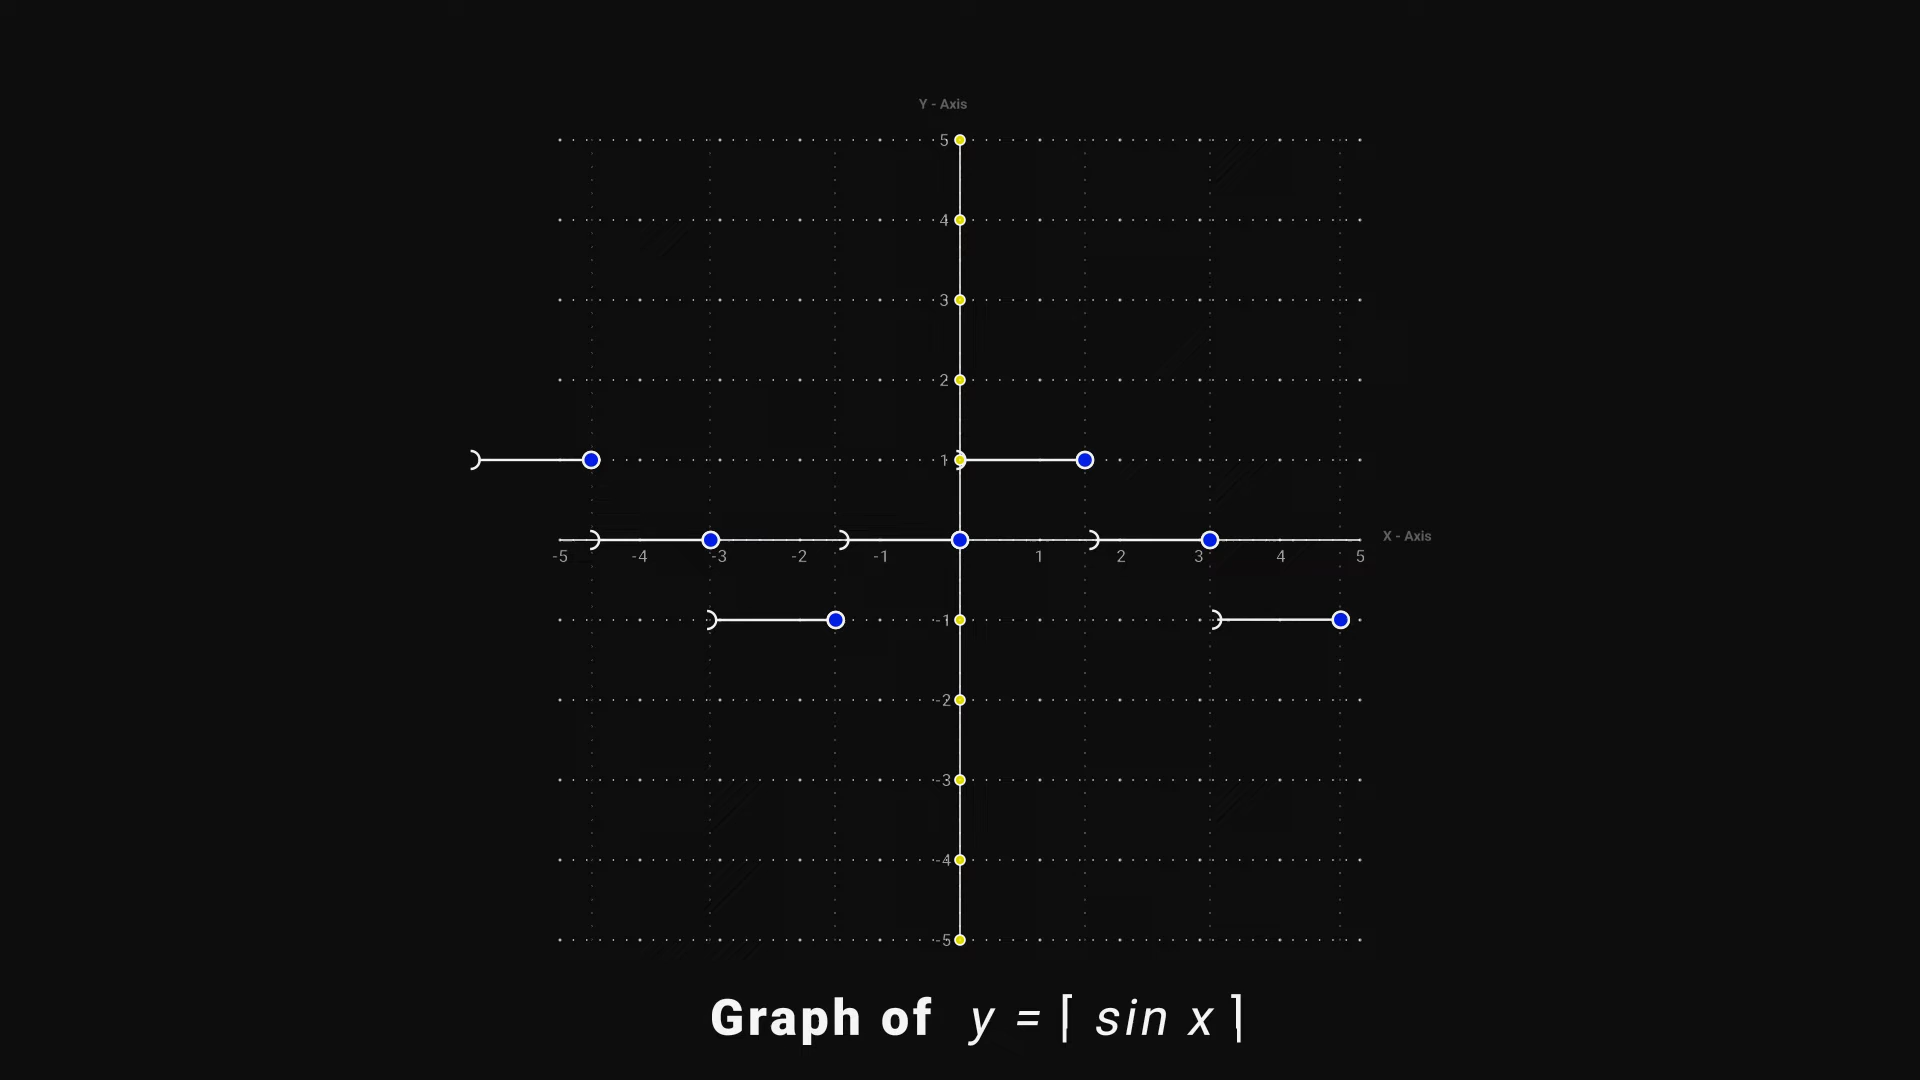 Y - Axis
5
4
3
2
1
X - Axis
-5 -4 -3 -2 -1 1 2 3 4 5
-1
-2
-3
-4
-5
Graph of y = ⌈ sin x ⌉